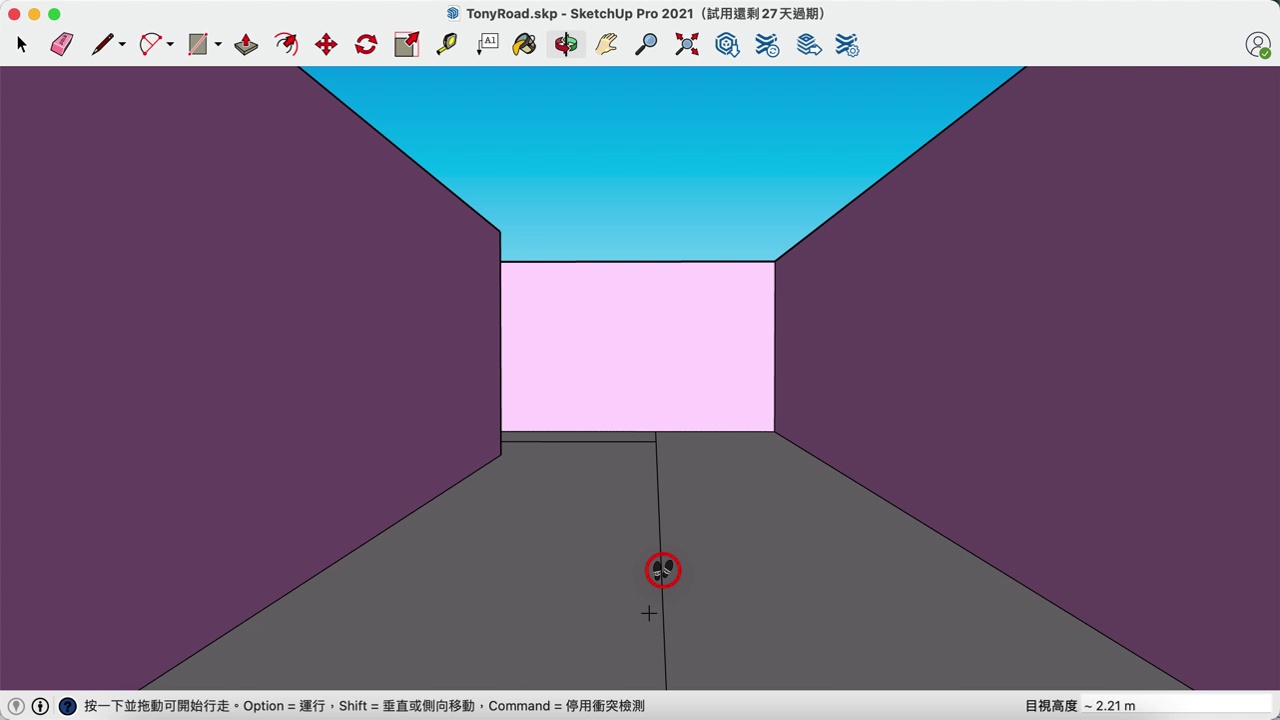 TonyRoad.skp - SketchUp Pro 2021（試用還剩 27 天過期）
A1
按一下並拖動可開始行走。Option = 運行，Shift = 垂直或側向移動，Command = 停用衝突檢測
目視高度 ~ 2.21 m